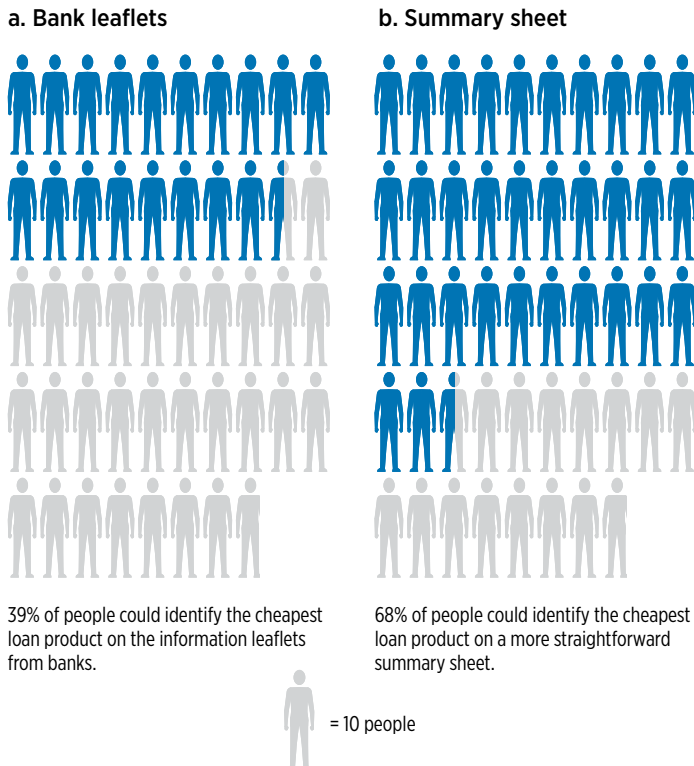 a. Bank leaflets
b. Summary sheet
39% of people could identify the cheapest
loan product on the information leaflets
from banks.
68% of people could identify the cheapest
loan product on a more straightforward
summary sheet.
= 10 people